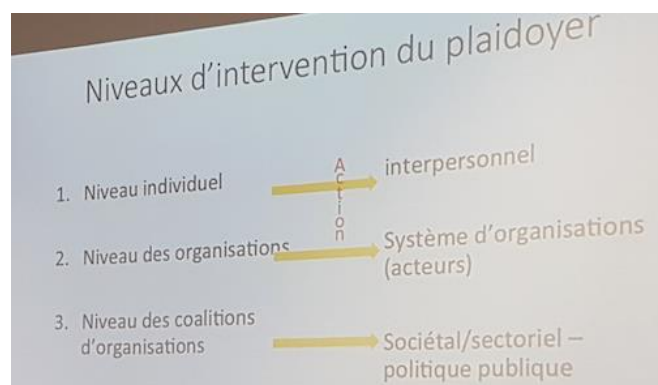 Niveaux d'intervention du plaidoyer
1. Niveau individuel
Action
interpersonnel
2. Niveau des organisations
Système d'organisations
(acteurs)
3. Niveau des coalitions
d'organisations
Sociétal/sectoriel –
politique publique